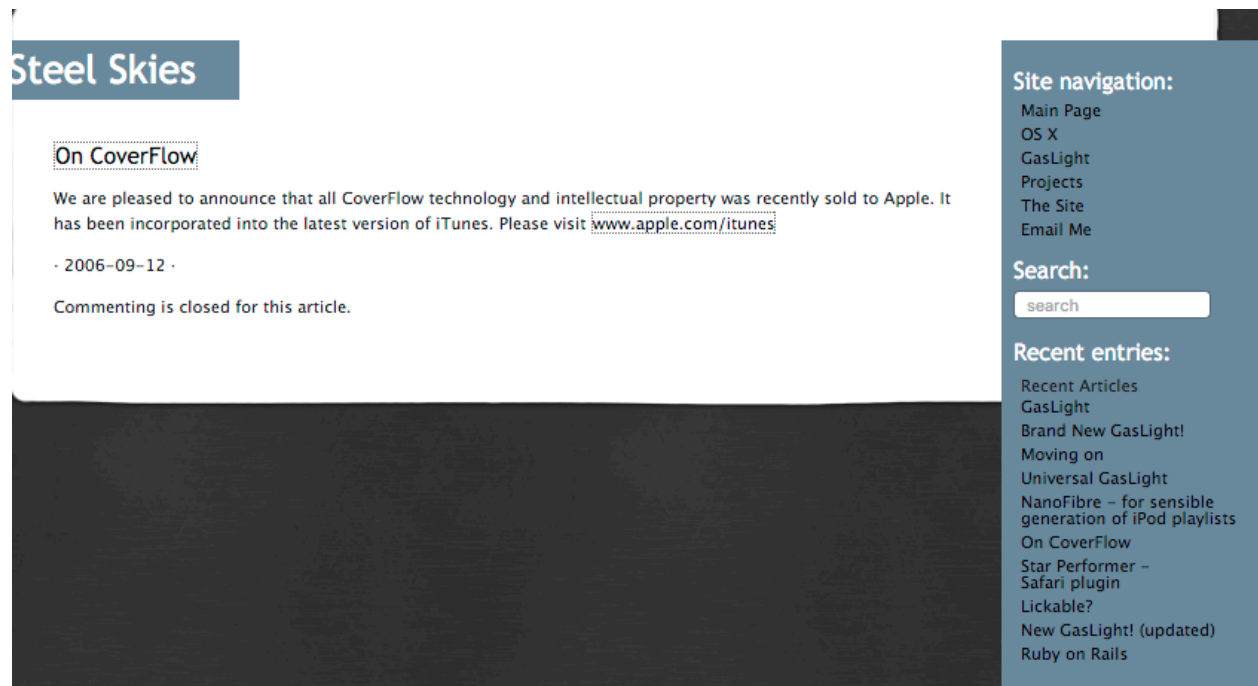 Steel Skies
On CoverFlow
We are pleased to announce that all CoverFlow technology and intellectual property was recently sold to Apple. It
has been incorporated into the latest version of iTunes. Please visit www.apple.com/itunes
· 2006-09-12 ·
Commenting is closed for this article.
Site navigation:
Main Page
OS X
GasLight
Projects
The Site
Email Me
Search:
search
Recent entries:
Recent Articles
GasLight
Brand New GasLight!
Moving on
Universal GasLight
NanoFibre – for sensible
generation of iPod playlists
On CoverFlow
Star Performer –
Safari plugin
Lickable?
New GasLight! (updated)
Ruby on Rails